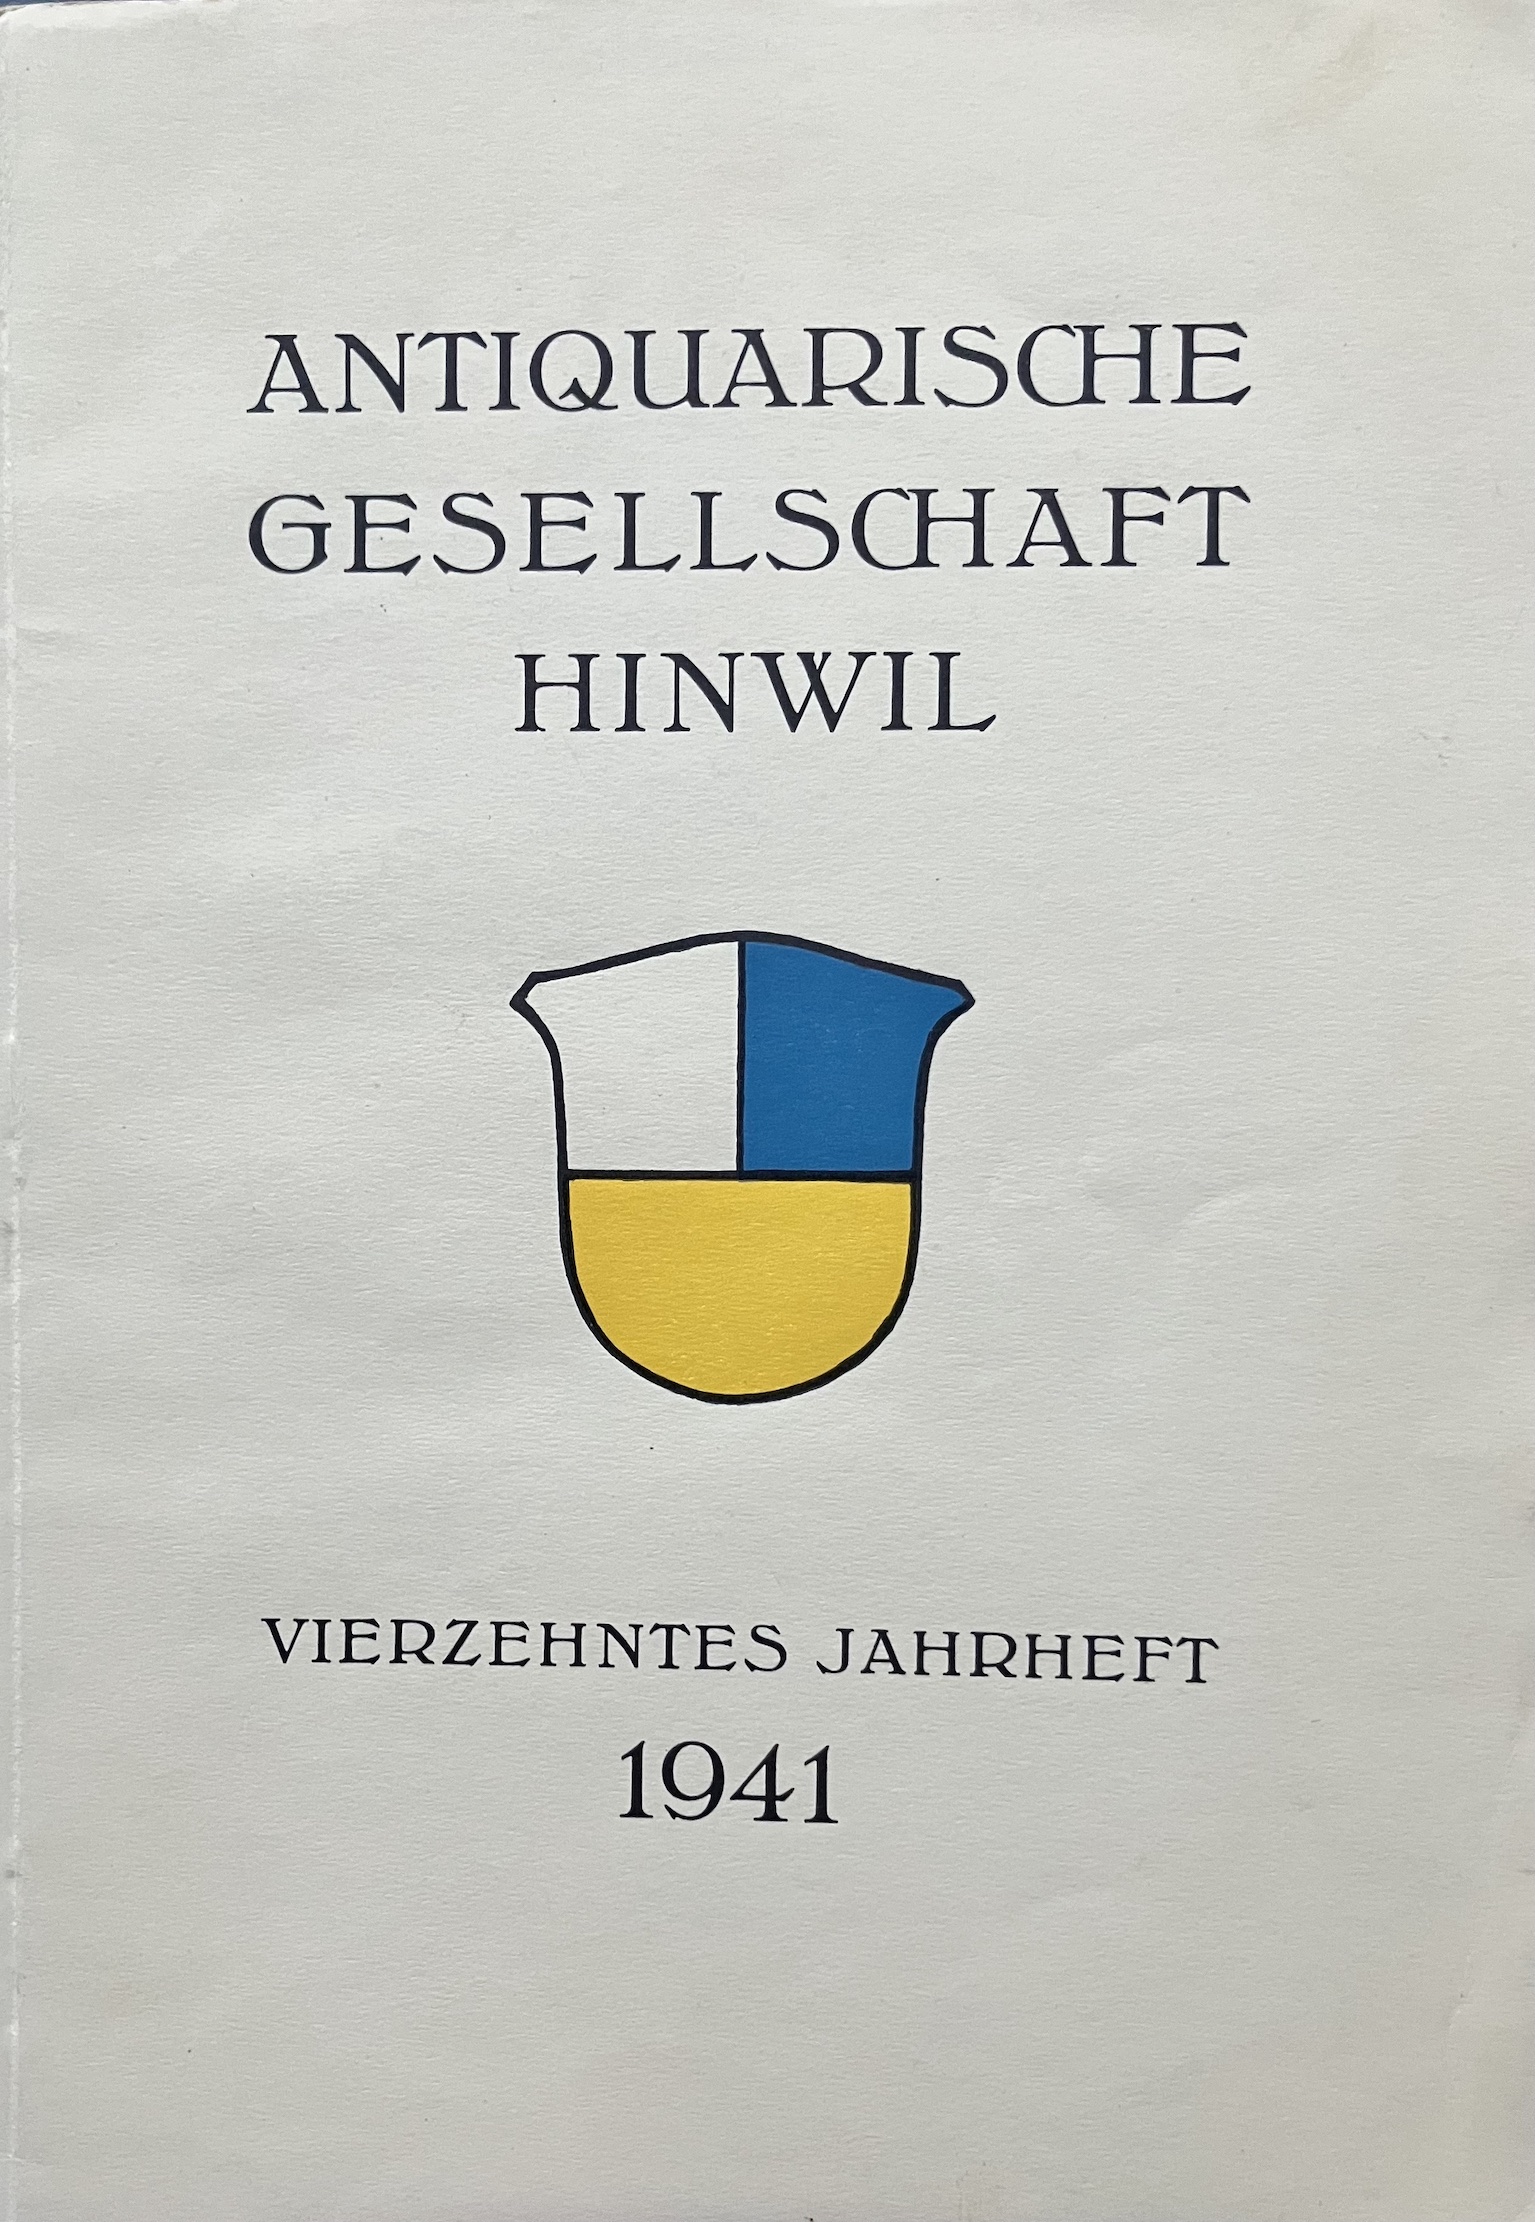 ANTIQUARISCHE
GESELLSCHAFT
HINWIL
VIERZEHNTES JAHRHEFT
1941